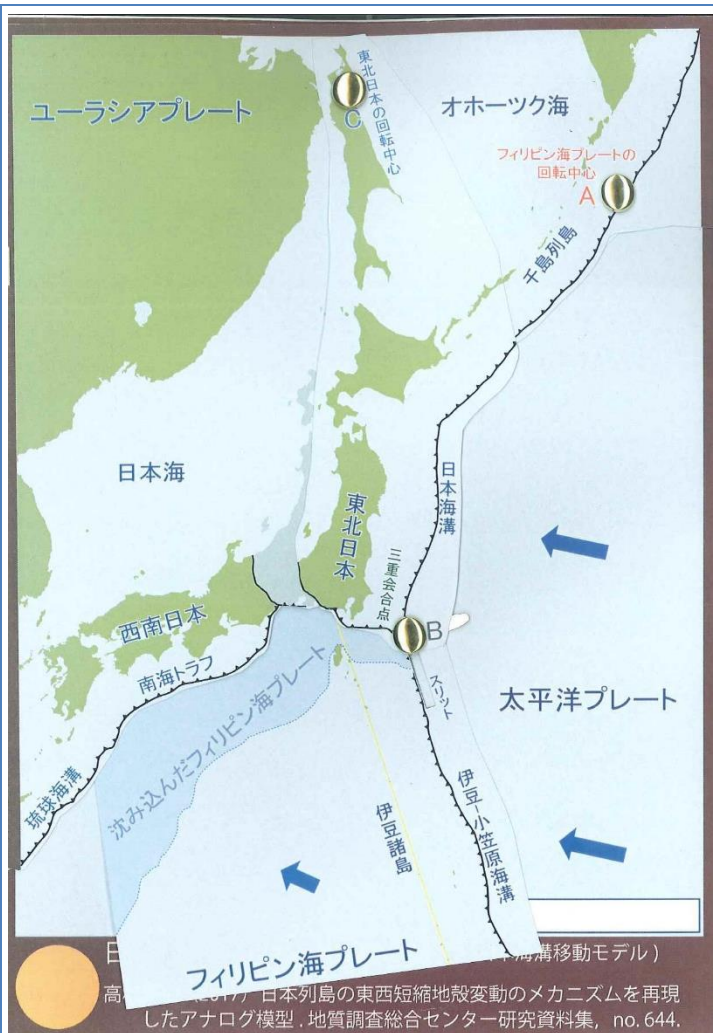 ユーラシアプレート
C
東北日本の回転中心
オホーツク海
フィリピン海プレートの
回転中心
A
千島列島
日本海
日本海溝
東北日本
三重会合点
B
西南日本
南海トラフ
スリット
太平洋プレート
沈み込んだフィリピン海プレート
琉球海溝
伊豆諸島
伊豆-小笠原海溝
フィリピン海プレート
日
海溝移動モデル)
高
日本列島の東西短縮地殻変動のメカニズムを再現
したアナログ模型. 地質調査総合センター研究資料集, no. 644.